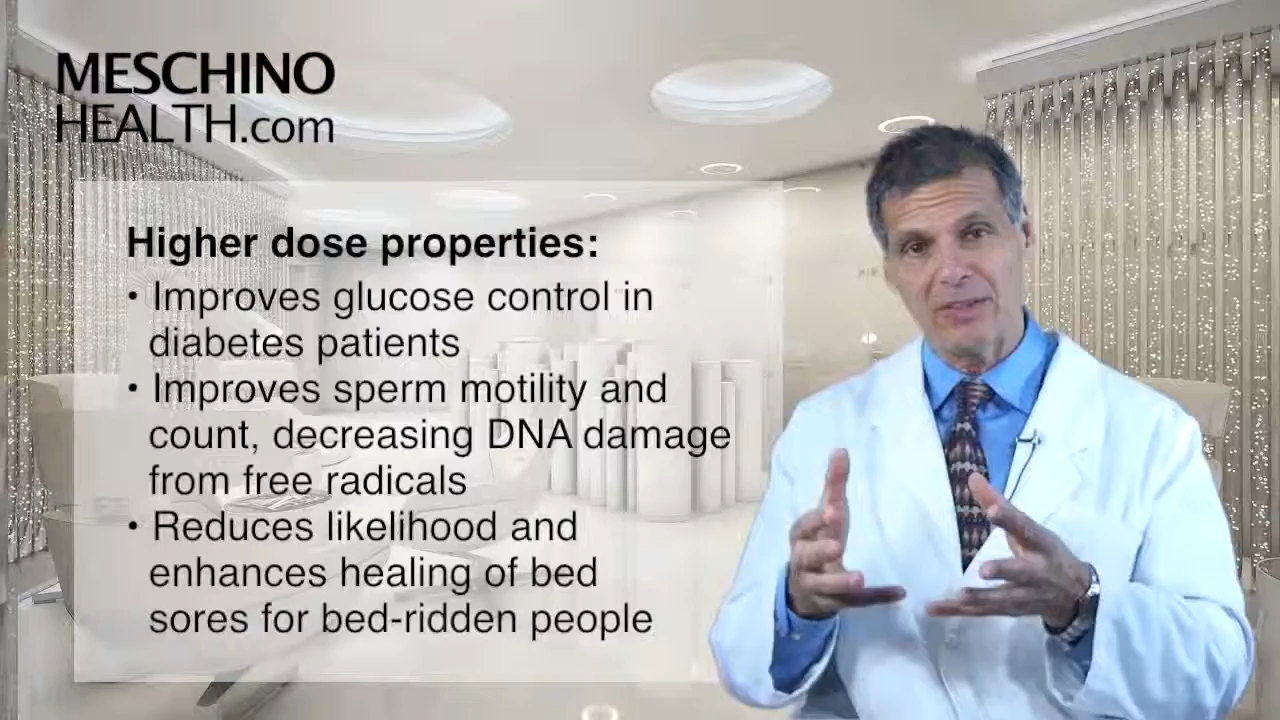 MESCHINO
HEALTH.com
Higher dose properties:
• Improves glucose control in
diabetes patients
• Improves sperm motility and
count, decreasing DNA damage
from free radicals
• Reduces likelihood and
enhances healing of bed
sores for bed-ridden people